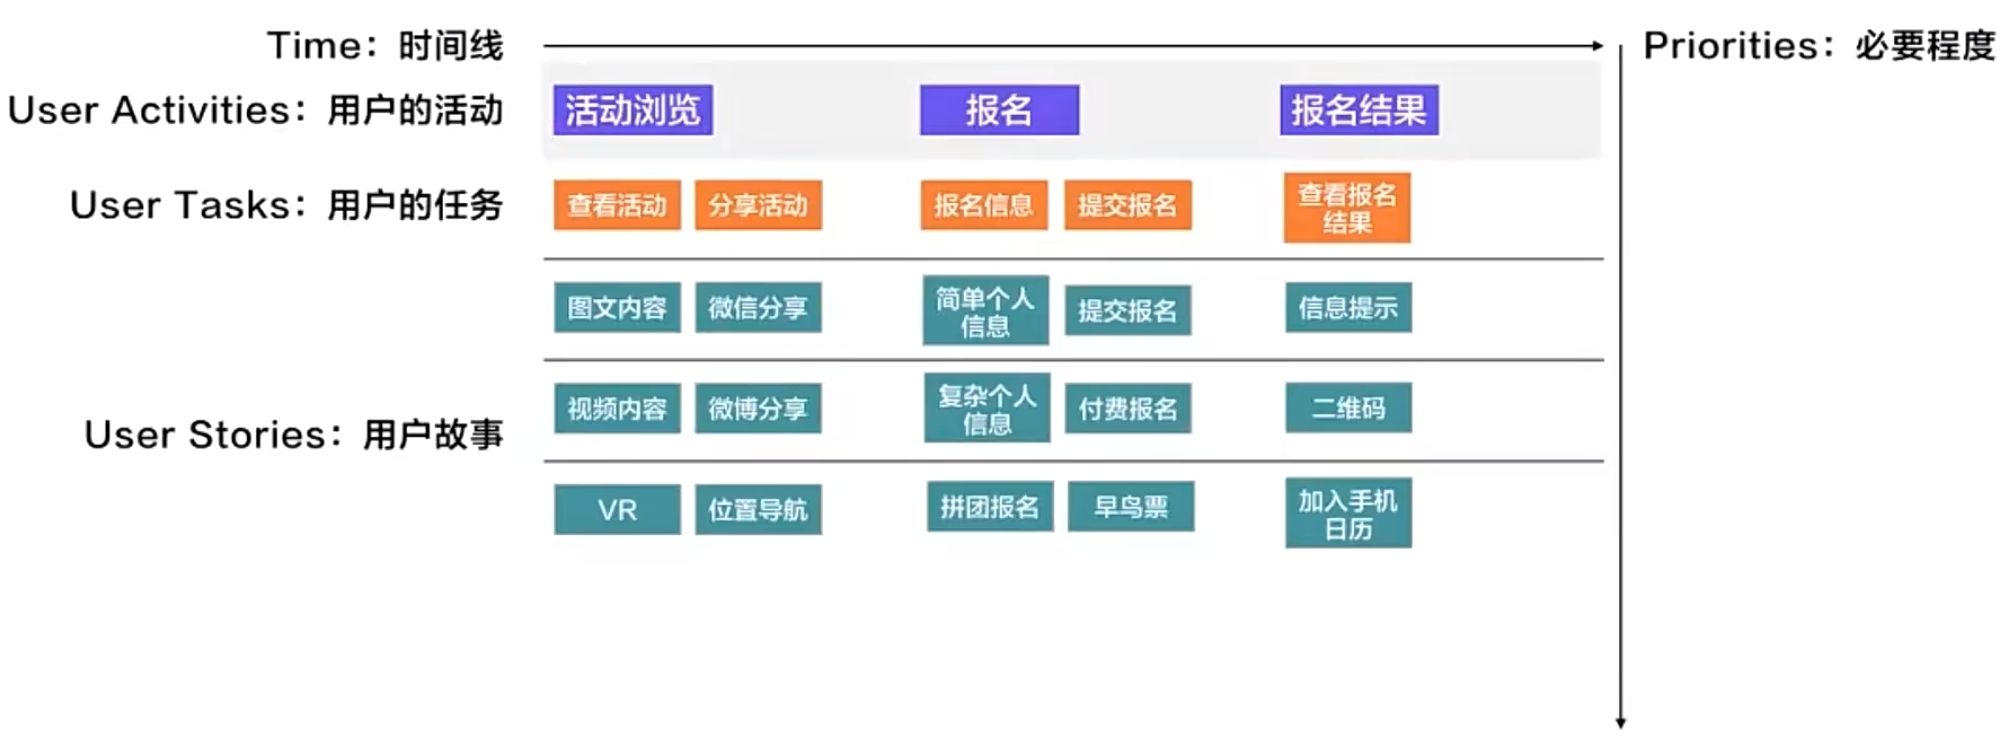 Time：时间线
Priorities：必要程度
User Activities：用户的活动
活动浏览
报名
报名结果
User Tasks：用户的任务
查看活动
分享活动
报名信息
提交报名
查看报名
结果
图文内容
微信分享
简单个人
信息
提交报名
信息提示
User Stories：用户故事
视频内容
微博分享
复杂个人
信息
付费报名
二维码
VR
位置导航
拼团报名
早鸟票
加入手机
日历